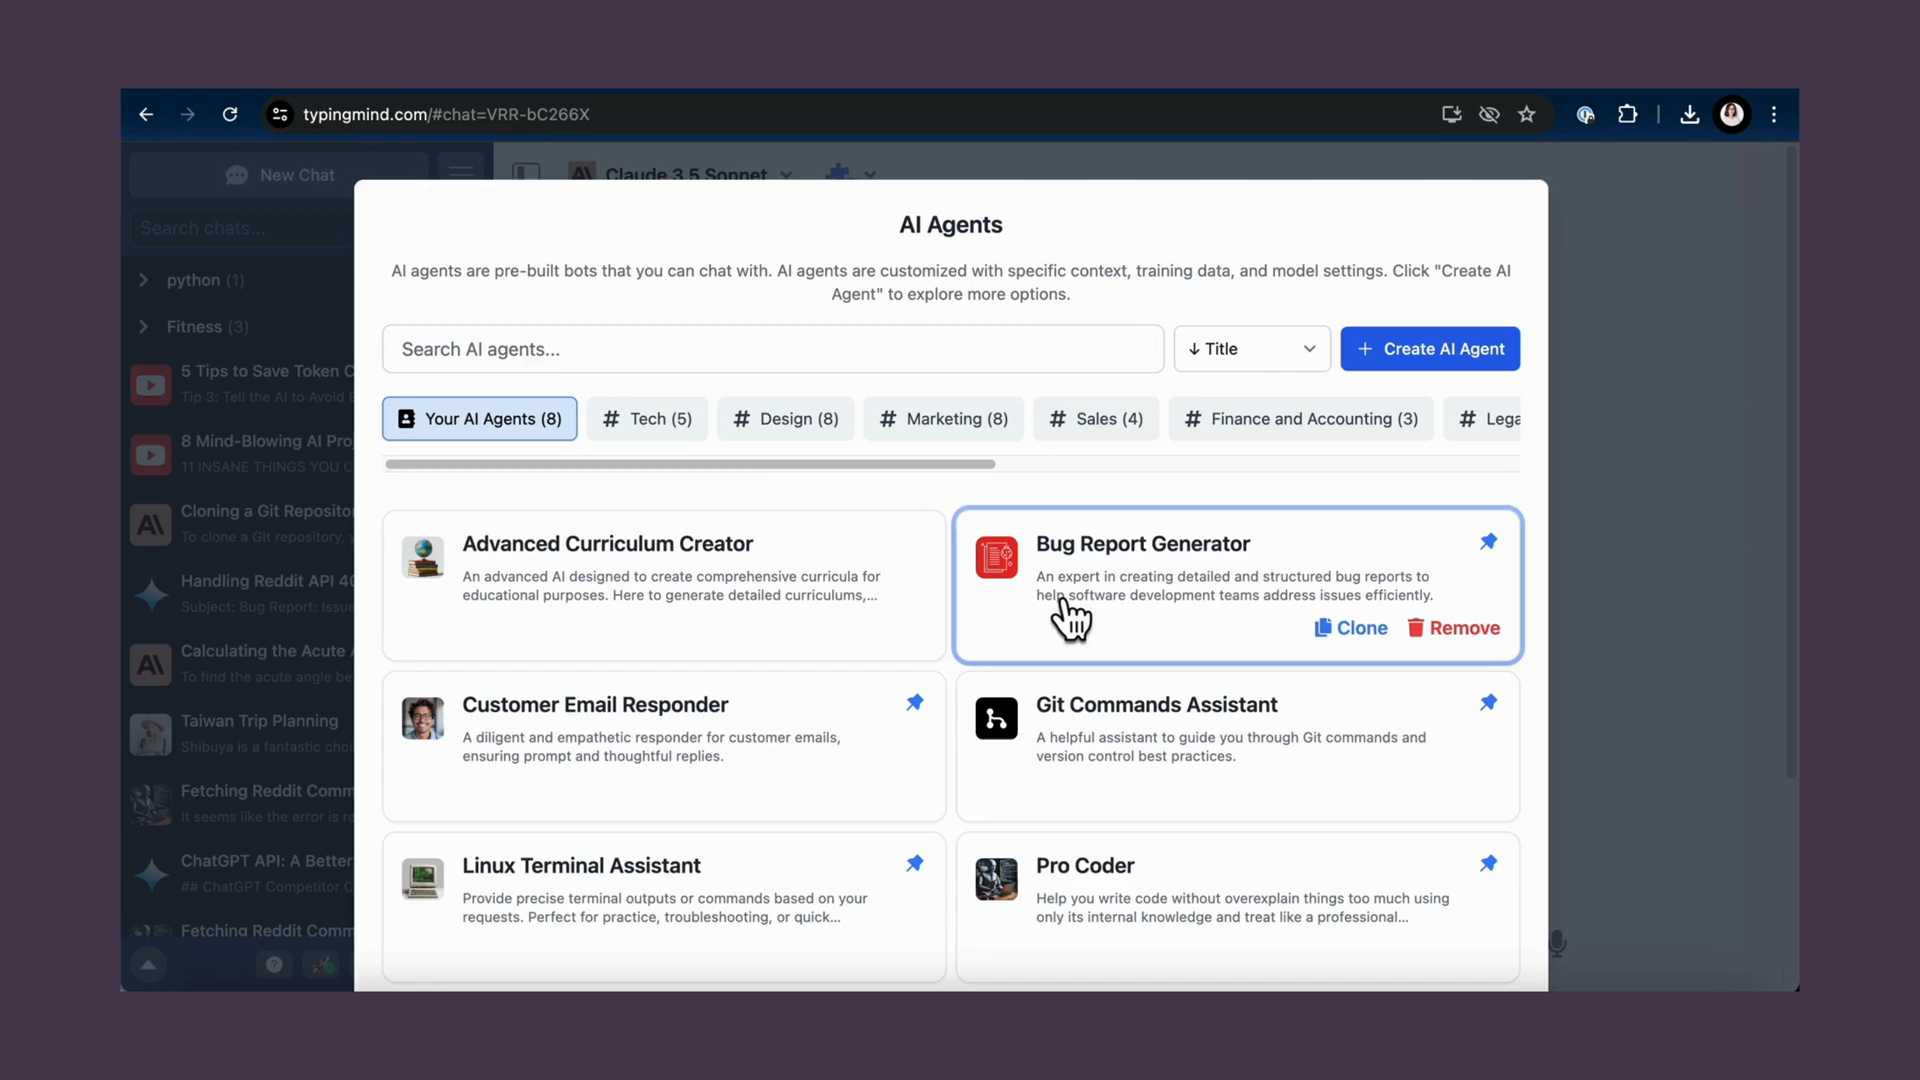 typingmind.com/#chat=VRR-bC266X
New Chat
Claude 3.5 Sonnet
Search chats...
python (1)
Fitness (3)
5 Tips to Save Token C
Tip 3: Tell the AI to Avoid
8 Mind-Blowing AI Pro
11 INSANE THINGS YOU C
Cloning a Git Reposito
To clone a Git repository,
Handling Reddit API 40
Subject: Bug Report: Issue
Calculating the Acute
To find the acute angle be
Taiwan Trip Planning
Shibuya is a fantastic choi
Fetching Reddit Comm
It seems like the error is re
ChatGPT API: A Better
## ChatGPT Competitor C
Fetching Reddit Comm
AI Agents
AI agents are pre-built bots that you can chat with. AI agents are customized with specific context, training data, and model settings. Click "Create AI
Agent" to explore more options.
Search AI agents...
↓ Title
+ Create AI Agent
Your AI Agents (8)
# Tech (5)
# Design (8)
# Marketing (8)
# Sales (4)
# Finance and Accounting (3)
# Lega
Advanced Curriculum Creator
An advanced AI designed to create comprehensive curricula for
educational purposes. Here to generate detailed curriculums,...
Bug Report Generator
An expert in creating detailed and structured bug reports to
help software development teams address issues efficiently.
Clone
Remove
Customer Email Responder
A diligent and empathetic responder for customer emails,
ensuring prompt and thoughtful replies.
Git Commands Assistant
A helpful assistant to guide you through Git commands and
version control best practices.
Linux Terminal Assistant
Provide precise terminal outputs or commands based on your
requests. Perfect for practice, troubleshooting, or quick...
Pro Coder
Help you write code without overexplain things too much using
only its internal knowledge and treat like a professional...